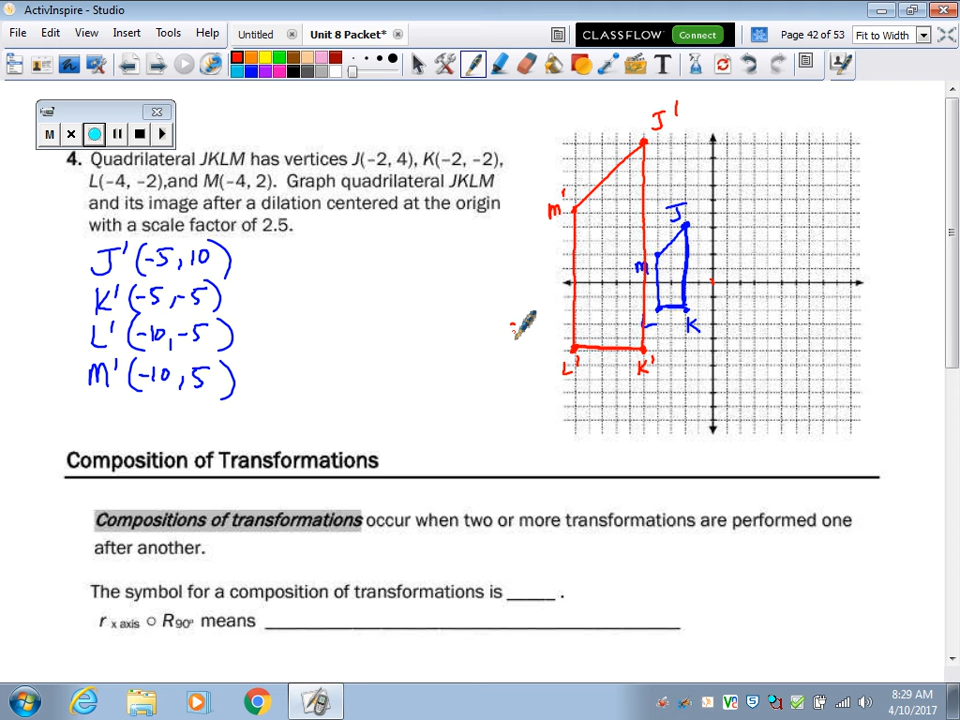 ActivInspire - Studio
File Edit View Insert Tools Help Untitled Unit 8 Packet* CLASSFLOW Connect Page 42 of 53 Fit to Width
M
4. Quadrilateral JKLM has vertices J(−2, 4), K(−2, −2),
L(−4, −2),and M(−4, 2). Graph quadrilateral JKLM
and its image after a dilation centered at the origin
with a scale factor of 2.5.
J' (-5, 10)
K' (-5, -5)
L' (-10, -5)
M' (-10, 5)
J'
M'
J
M
L
K
L'
K'
Composition of Transformations
Compositions of transformations occur when two or more transformations are performed one
after another.
The symbol for a composition of transformations is _____ .
r x axis ○ R90° means ____________________
8:29 AM
4/10/2017